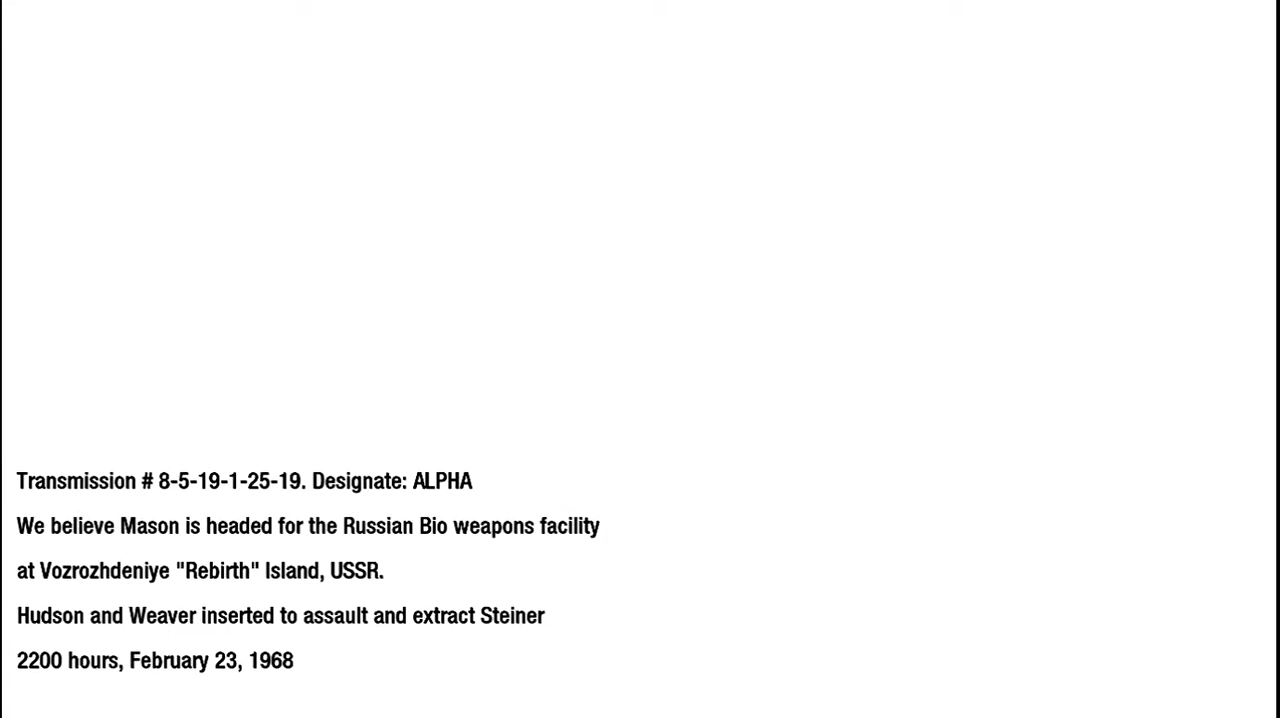 Transmission # 8-5-19-1-25-19. Designate: ALPHA
We believe Mason is headed for the Russian Bio weapons facility
at Vozrozhdeniye "Rebirth" Island, USSR.
Hudson and Weaver inserted to assault and extract Steiner
2200 hours, February 23, 1968